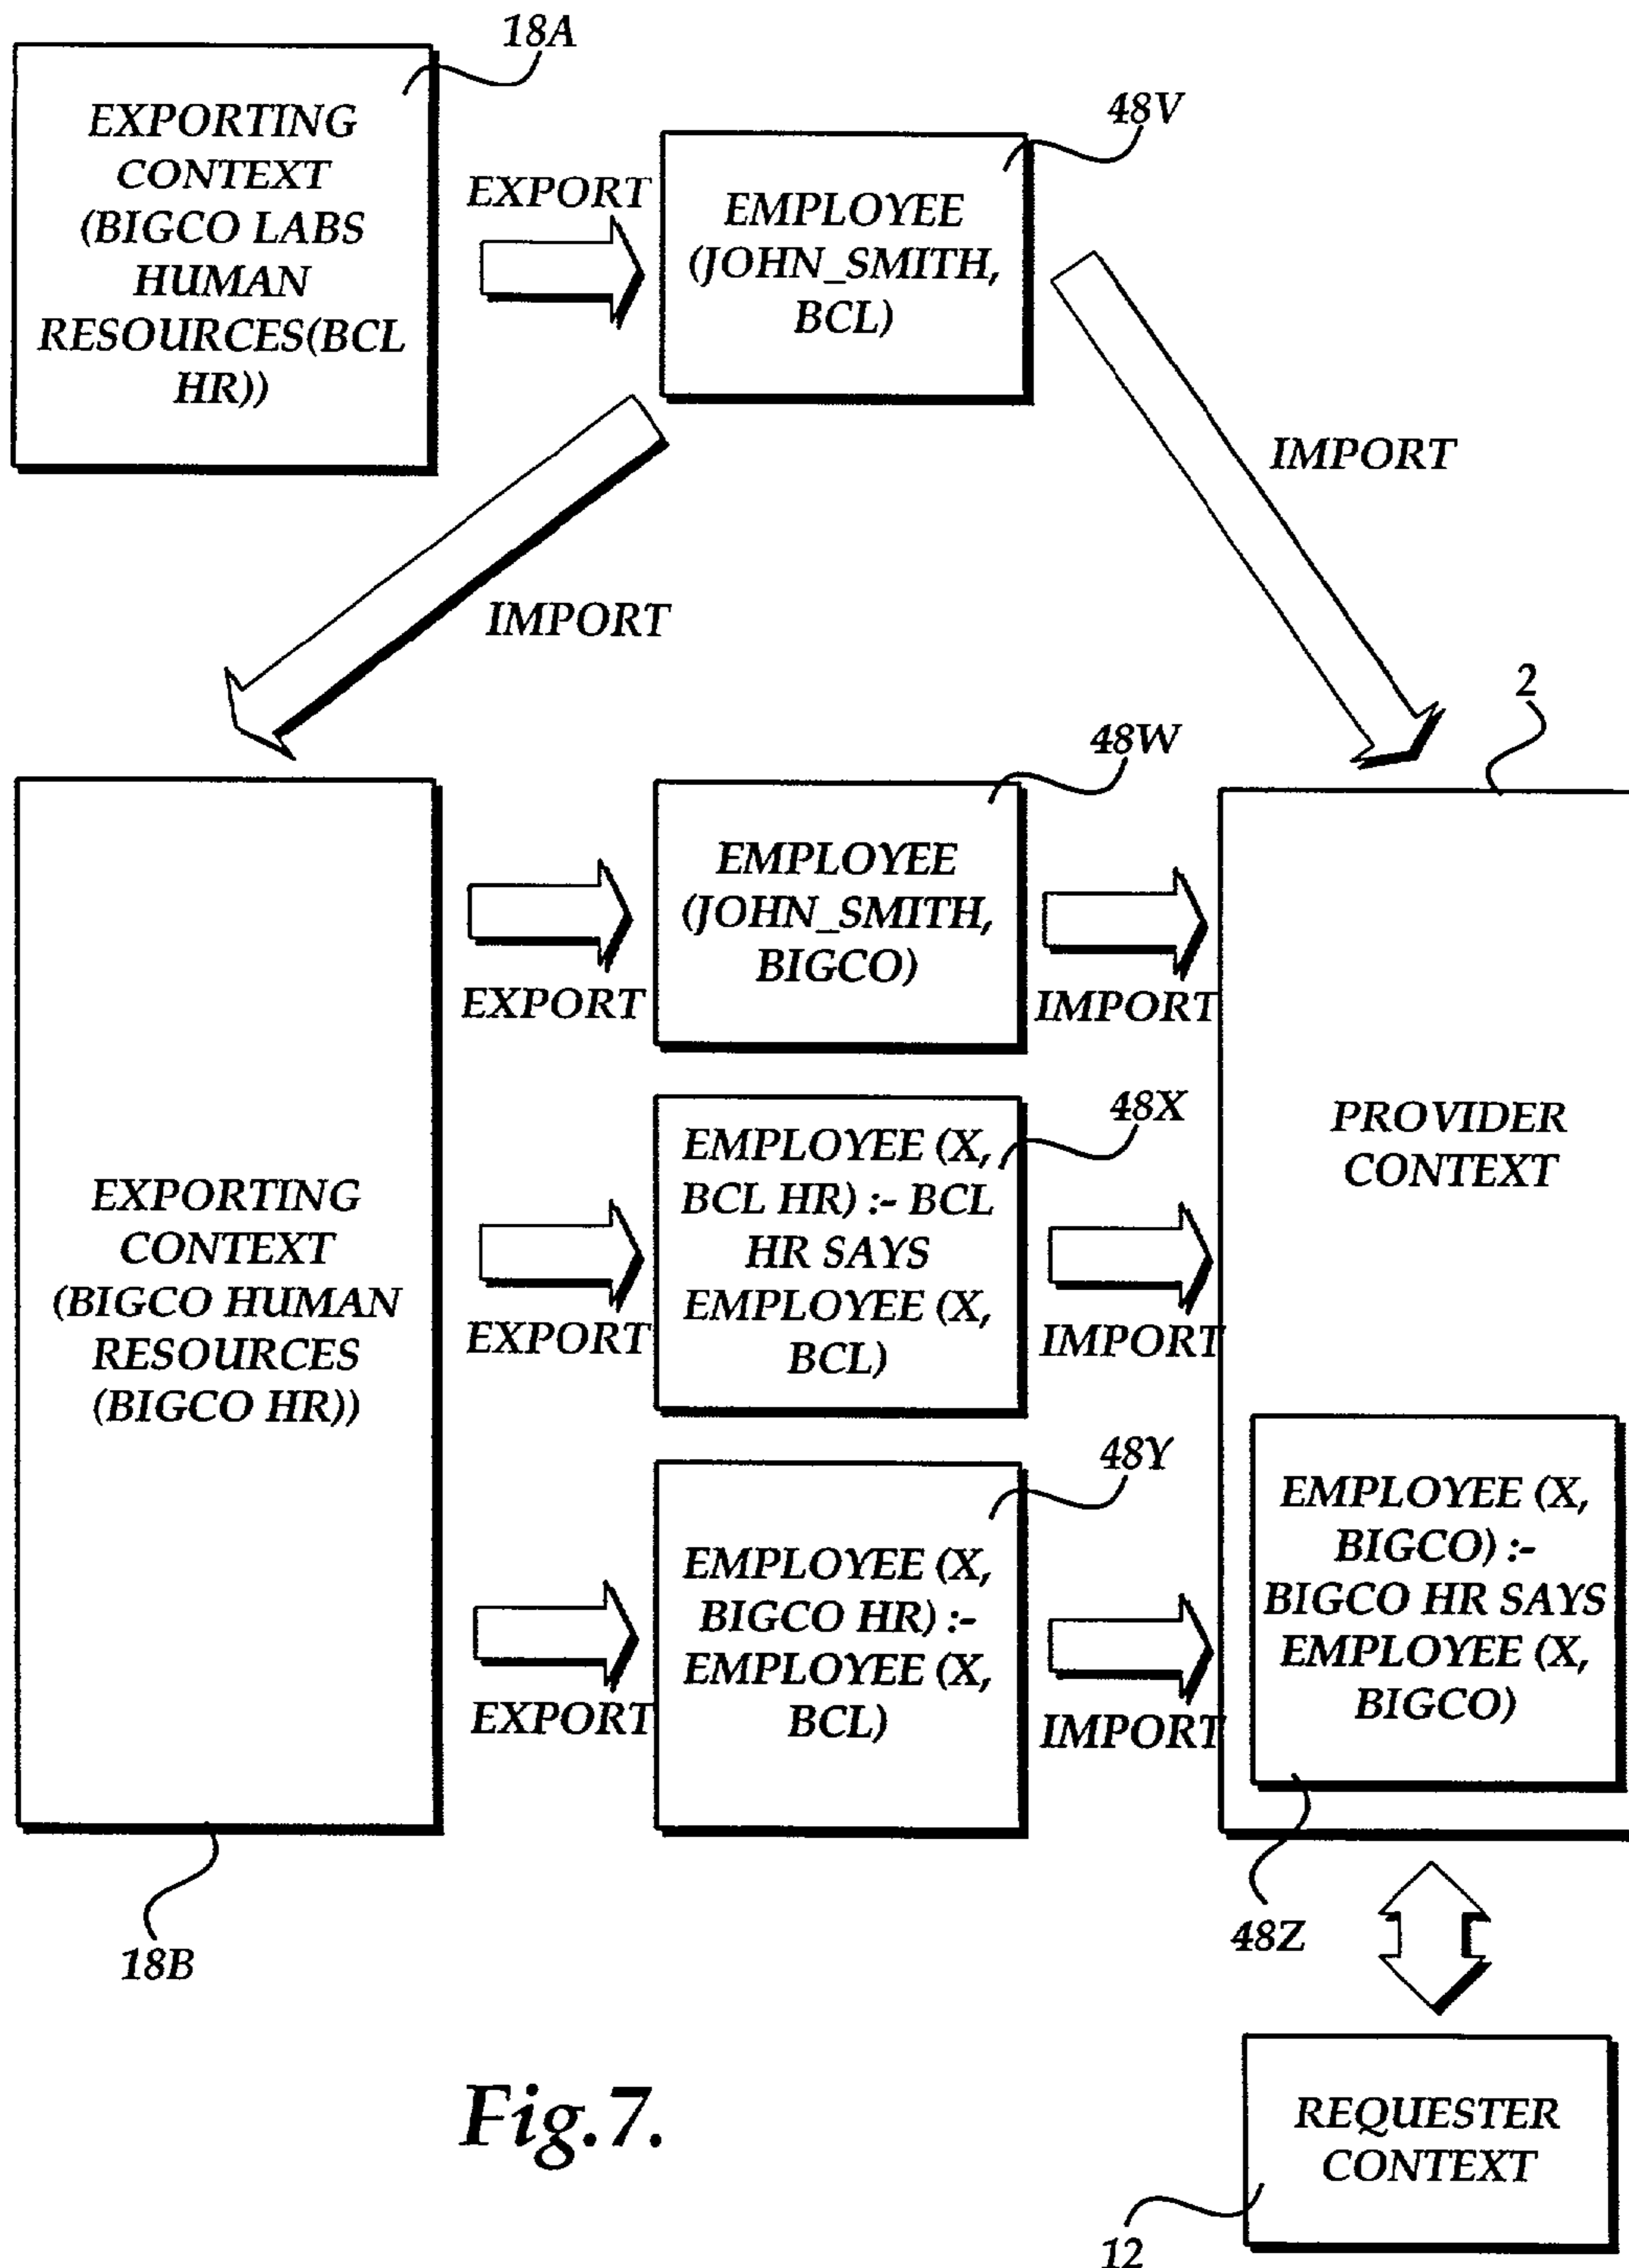 18A
EXPORTING
CONTEXT
(BIGCO LABS
HUMAN
RESOURCES(BCL
HR))
EXPORT
48V
EMPLOYEE
(JOHN_SMITH,
BCL)
IMPORT
IMPORT
2
48W
EMPLOYEE
(JOHN_SMITH,
BIGCO)
EXPORT
IMPORT
48X
EMPLOYEE (X,
BCL HR) :- BCL
HR SAYS
EMPLOYEE (X,
BCL)
EXPORT
IMPORT
PROVIDER
CONTEXT
EXPORTING
CONTEXT
(BIGCO HUMAN
RESOURCES
(BIGCO HR))
48Y
EMPLOYEE (X,
BIGCO HR) :-
EMPLOYEE (X,
BCL)
EXPORT
IMPORT
EMPLOYEE (X,
BIGCO) :-
BIGCO HR SAYS
EMPLOYEE (X,
BIGCO)
18B
48Z
REQUESTER
CONTEXT
12
Fig.7.